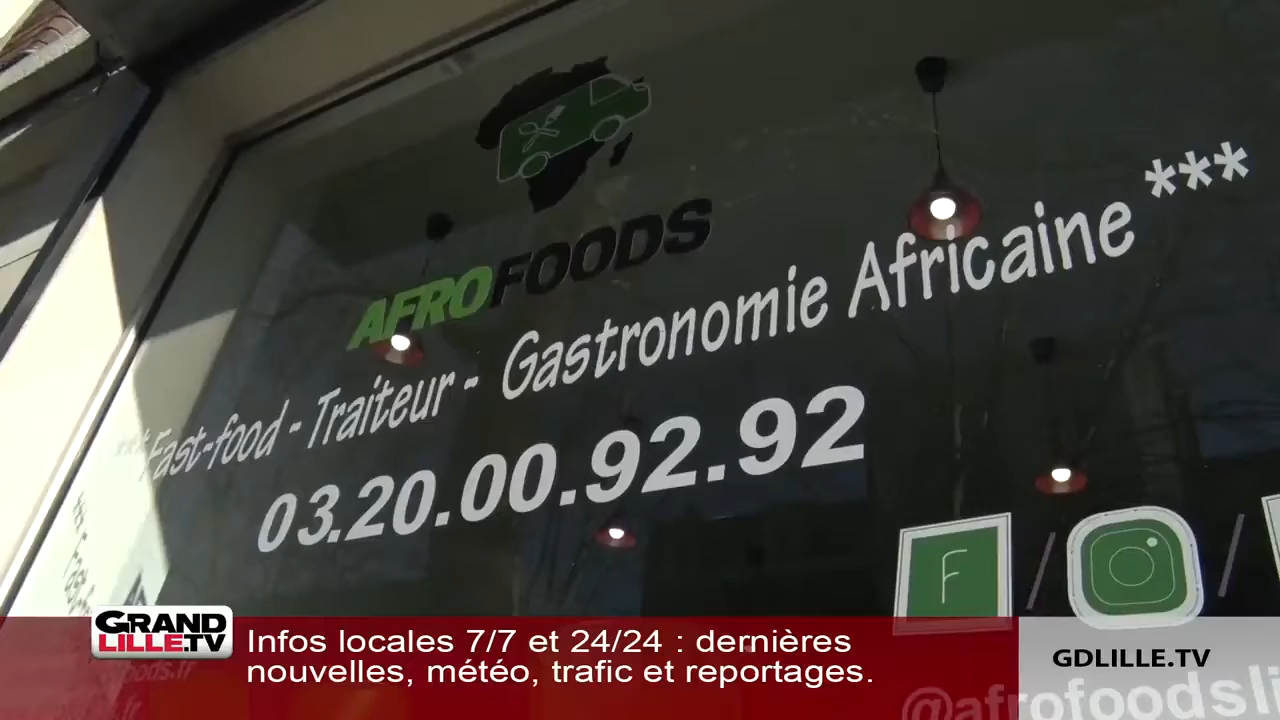 AFROFOODS
***Fast-food - Traiteur - Gastronomie Africaine ***
03.20.00.92.92
@afrofoodsli
GRAND
LILLE.TV
Infos locales 7/7 et 24/24 : dernières
nouvelles, météo, trafic et reportages.
GDLILLE.TV